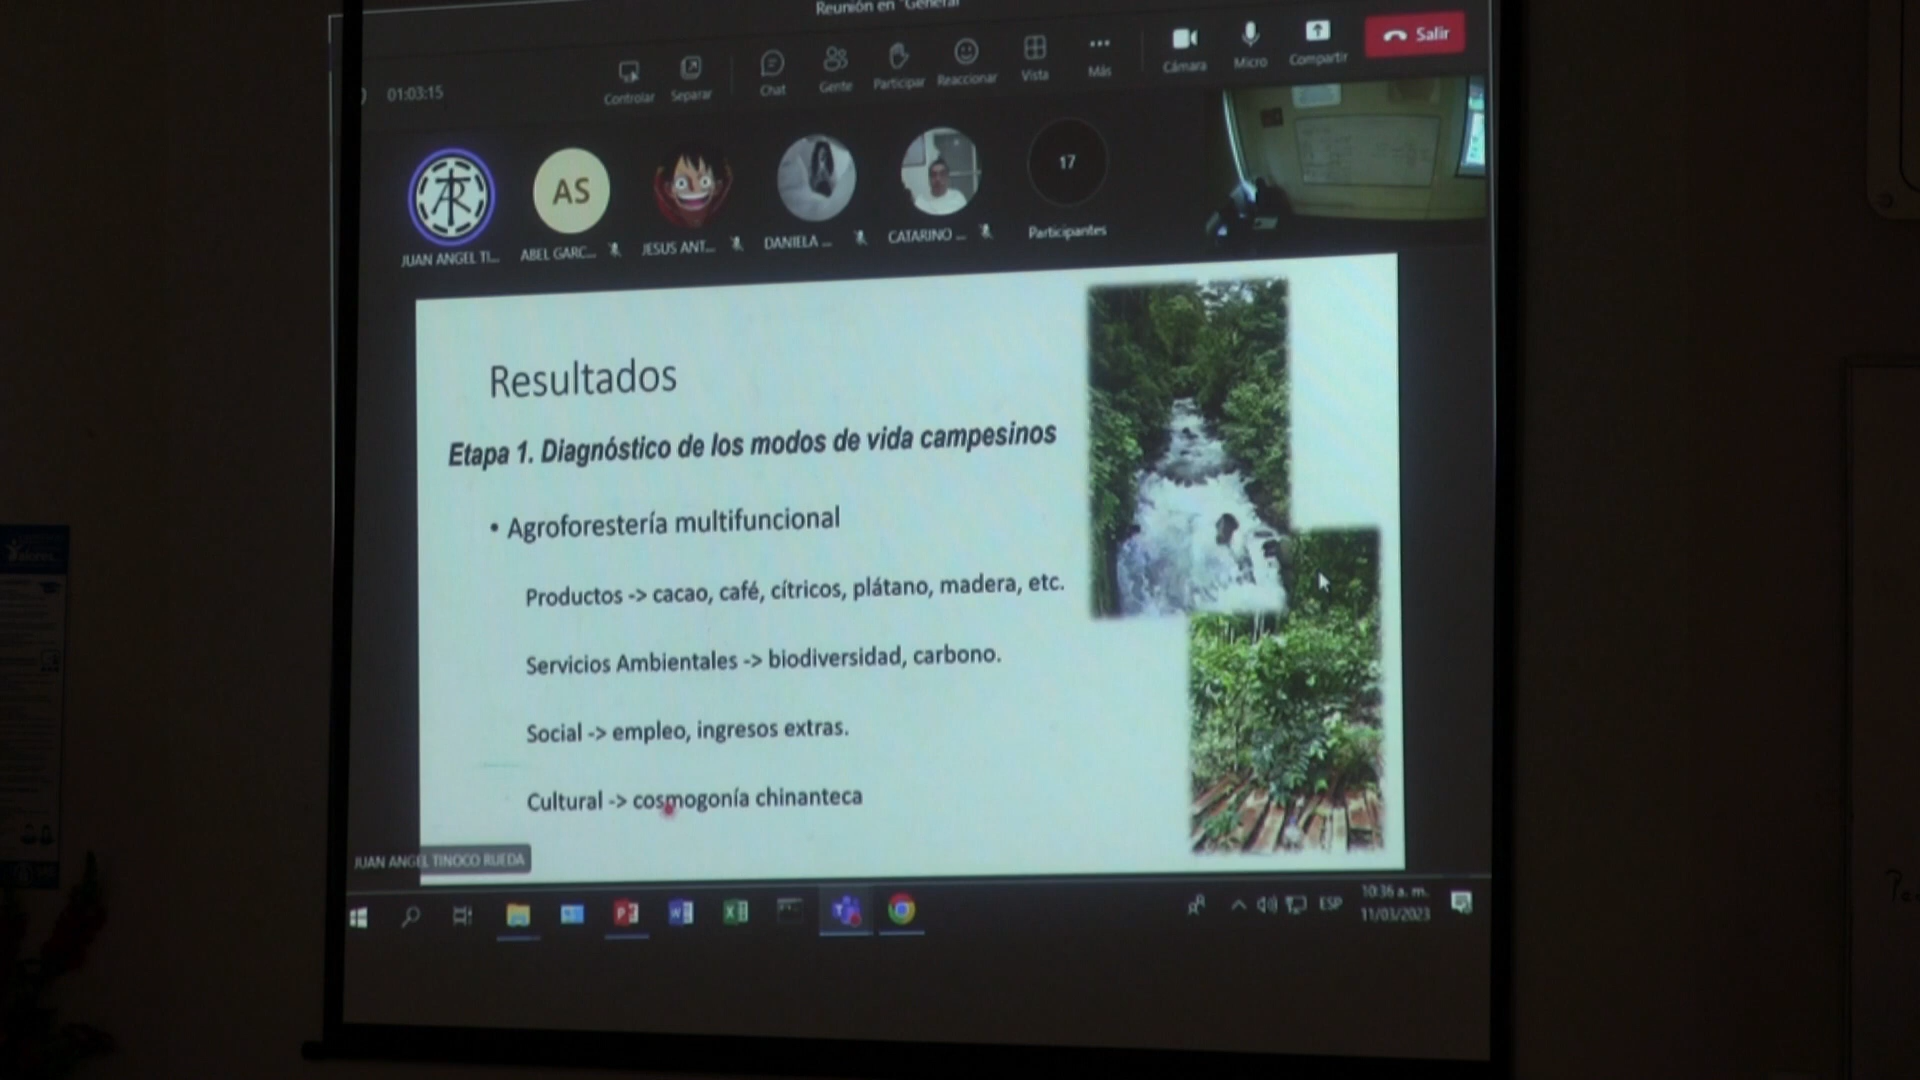 Reunión en "General
01:03:15
Controlar
Separar
Chat
Gente
Participar
Reaccionar
Vista
Más
Cámara
Micro
Compartir
Salir
AS
17
JUAN ANGEL TI...
ABEL GARC...
JESUS ANT...
DANIELA ...
CATARINO ...
Participantes
Resultados
Etapa 1. Diagnóstico de los modos de vida campesinos
• Agroforestería multifuncional
Productos -> cacao, café, cítricos, plátano, madera, etc.
Servicios Ambientales -> biodiversidad, carbono.
Social -> empleo, ingresos extras.
Cultural -> cosmogonía chinanteca
JUAN ANGEL TINOCO RUEDA
ESP
10:36 a. m.
11/03/2023